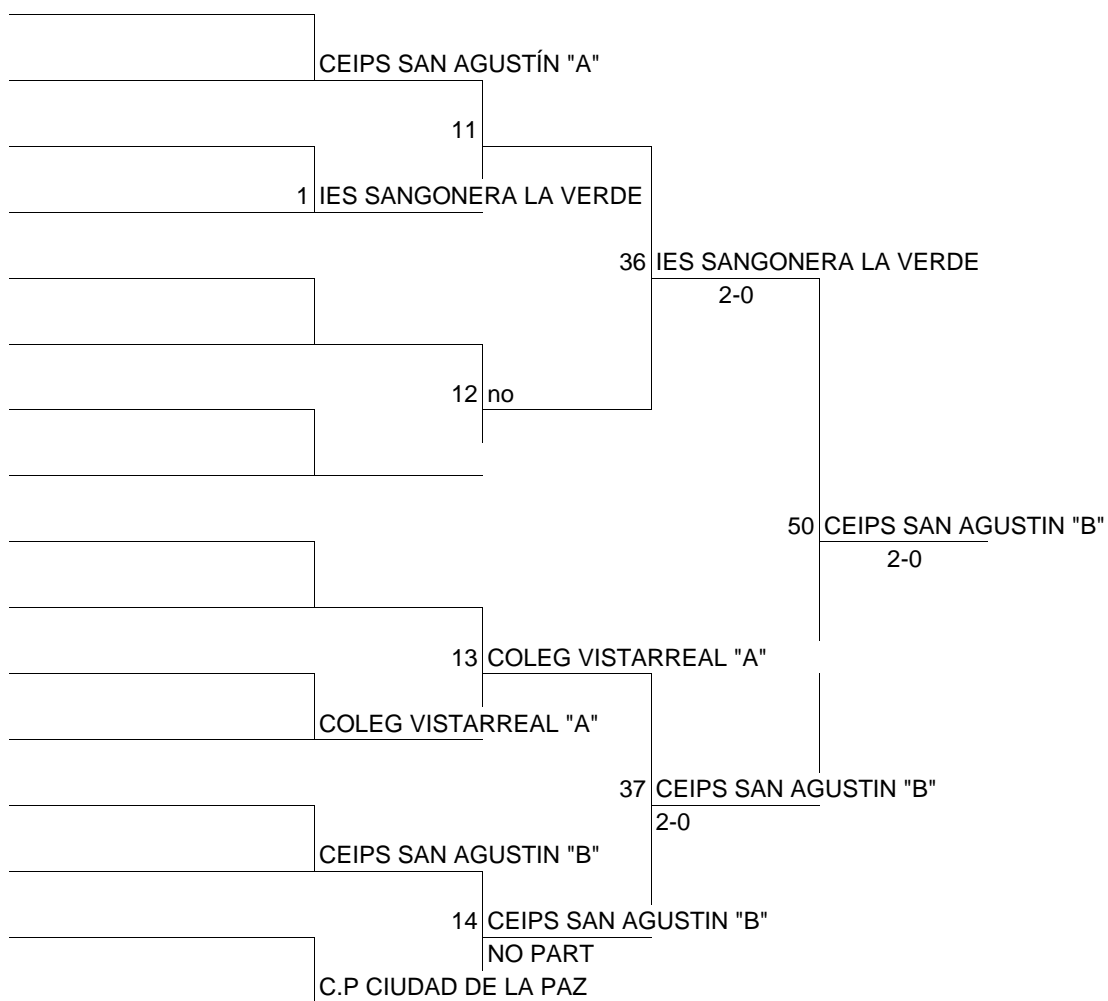 CEIPS SAN AGUSTÍN "A"
11
1 IES SANGONERA LA VERDE
36 IES SANGONERA LA VERDE
2-0
12 no
50 CEIPS SAN AGUSTIN "B"
2-0
13 COLEG VISTARREAL "A"
COLEG VISTARREAL "A"
37 CEIPS SAN AGUSTIN "B"
2-0
CEIPS SAN AGUSTIN "B"
14 CEIPS SAN AGUSTIN "B"
NO PART
C.P CIUDAD DE LA PAZ